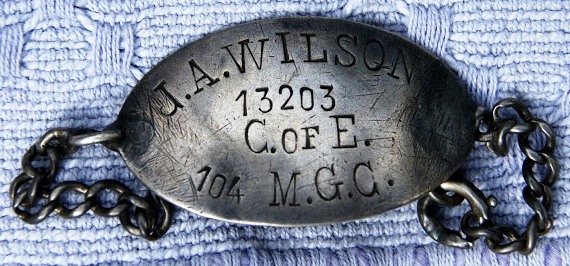 J.A.WILSON
13203
C.OF E.
104 M.G.C.